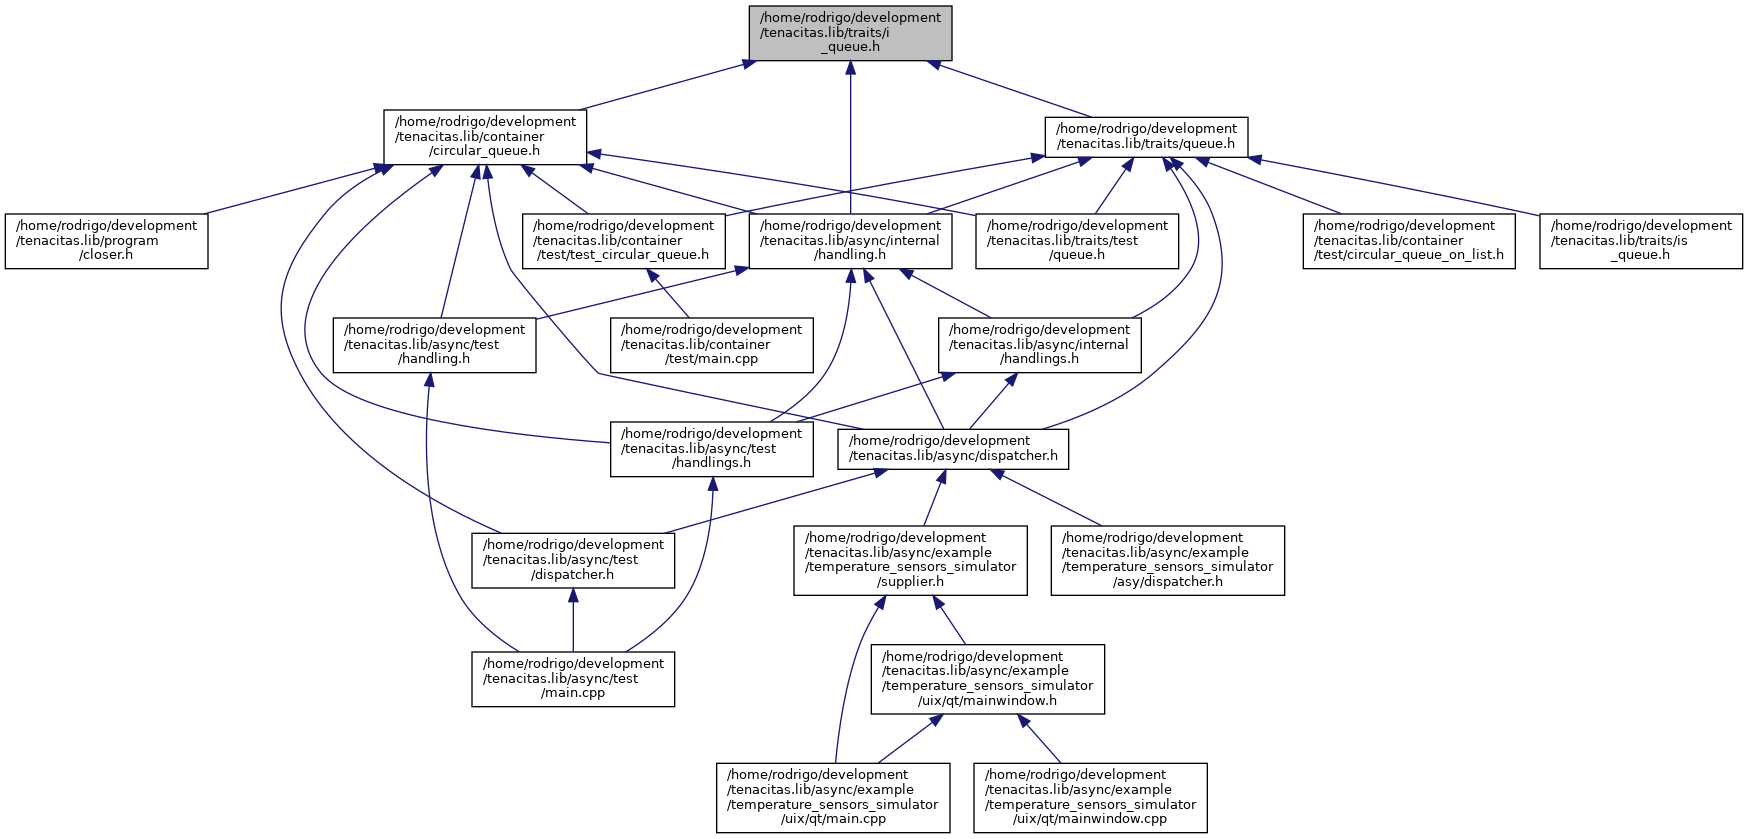 /home/rodrigo/development
/tenacitas.lib/traits/i
_queue.h
/home/rodrigo/development
/tenacitas.lib/container
/circular_queue.h
/home/rodrigo/development
/tenacitas.lib/traits/queue.h
/home/rodrigo/development
/tenacitas.lib/program
/closer.h
/home/rodrigo/development
/tenacitas.lib/container
/test/test_circular_queue.h
/home/rodrigo/development
/tenacitas.lib/async/internal
/handling.h
/home/rodrigo/development
/tenacitas.lib/traits/test
/queue.h
/home/rodrigo/development
/tenacitas.lib/container
/test/circular_queue_on_list.h
/home/rodrigo/development
/tenacitas.lib/traits/is
_queue.h
/home/rodrigo/development
/tenacitas.lib/async/test
/handling.h
/home/rodrigo/development
/tenacitas.lib/container
/test/main.cpp
/home/rodrigo/development
/tenacitas.lib/async/internal
/handlings.h
/home/rodrigo/development
/tenacitas.lib/async/test
/handlings.h
/home/rodrigo/development
/tenacitas.lib/async/dispatcher.h
/home/rodrigo/development
/tenacitas.lib/async/test
/dispatcher.h
/home/rodrigo/development
/tenacitas.lib/async/example
/temperature_sensors_simulator
/supplier.h
/home/rodrigo/development
/tenacitas.lib/async/example
/temperature_sensors_simulator
/asy/dispatcher.h
/home/rodrigo/development
/tenacitas.lib/async/test
/main.cpp
/home/rodrigo/development
/tenacitas.lib/async/example
/temperature_sensors_simulator
/uix/qt/mainwindow.h
/home/rodrigo/development
/tenacitas.lib/async/example
/temperature_sensors_simulator
/uix/qt/main.cpp
/home/rodrigo/development
/tenacitas.lib/async/example
/temperature_sensors_simulator
/uix/qt/mainwindow.cpp